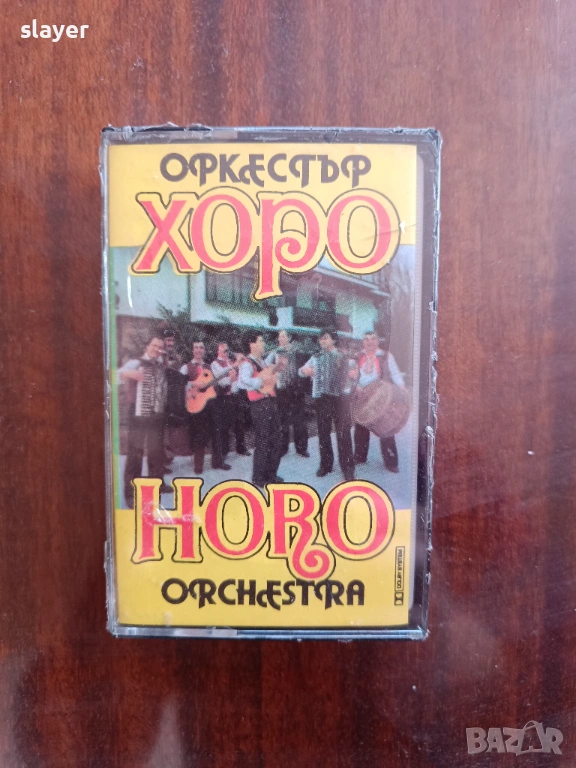 slayer
ОРКЕСТЪР
ХОРО
HORO
ORCHESTRA
DOLBY SYSTEM
BAZAR